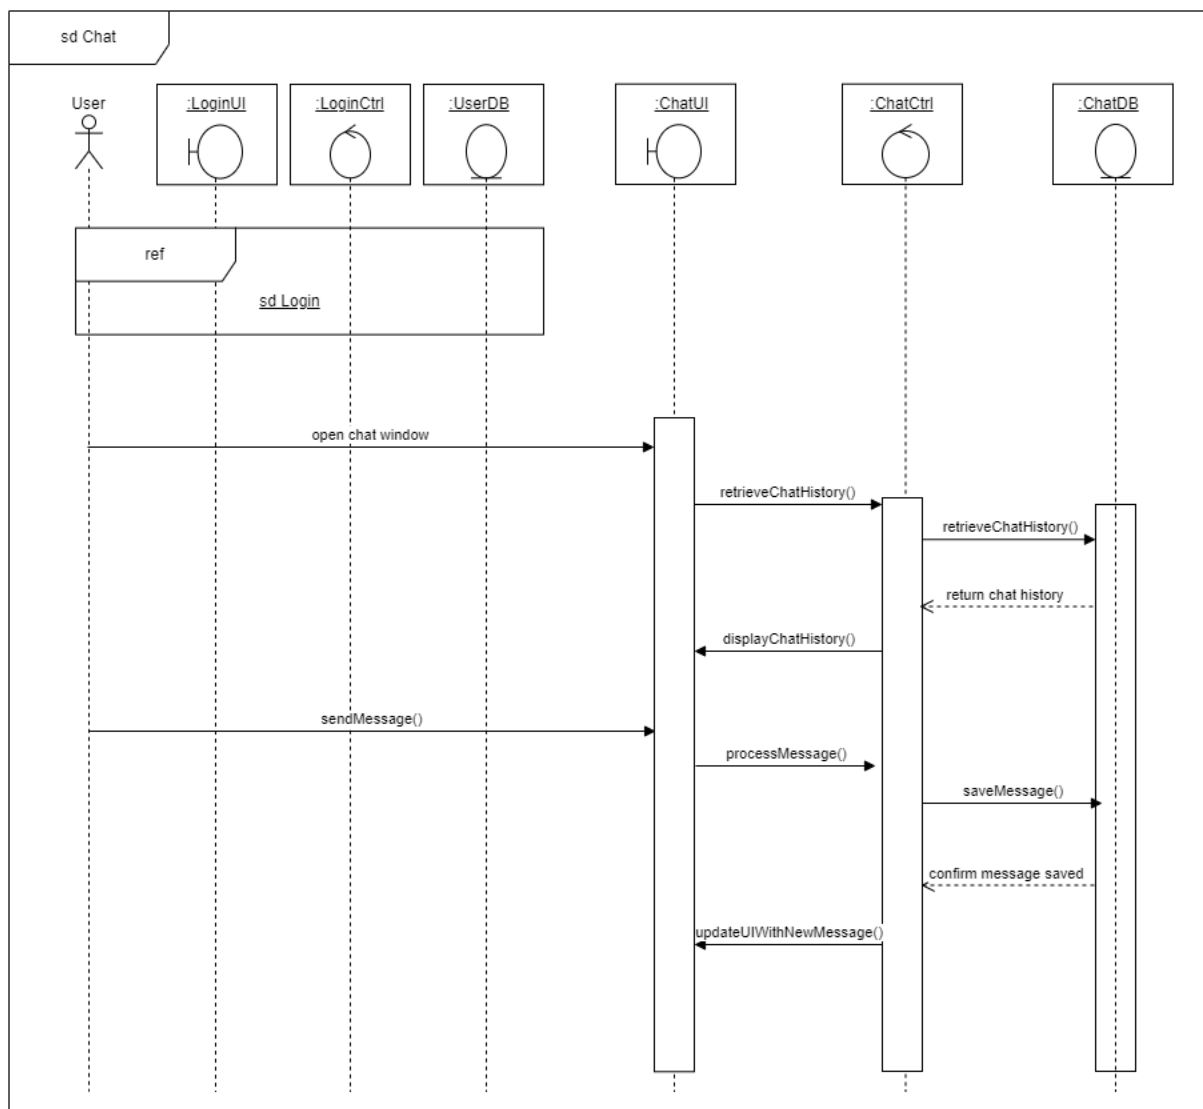 sd Chat
User
:LoginUI
:LoginCtrl
:UserDB
:ChatUI
:ChatCtrl
:ChatDB
ref
sd Login
open chat window
retrieveChatHistory()
retrieveChatHistory()
return chat history
displayChatHistory()
sendMessage()
processMessage()
saveMessage()
confirm message saved
updateUIWithNewMessage()